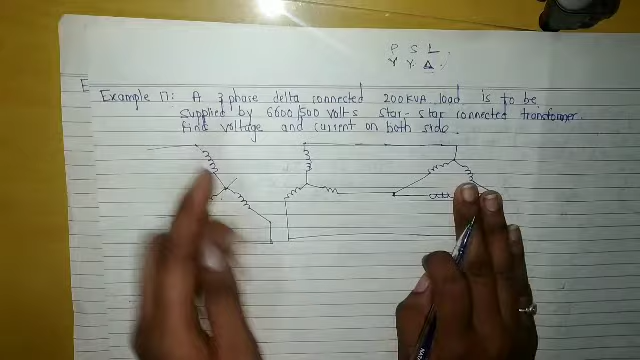 P S L
Y Y Δ
E
Example 17: A 3 phase delta connected 200KVA load is to be
supplied by 6600/500 volts star-star connected transformer.
find voltage and current on both side.